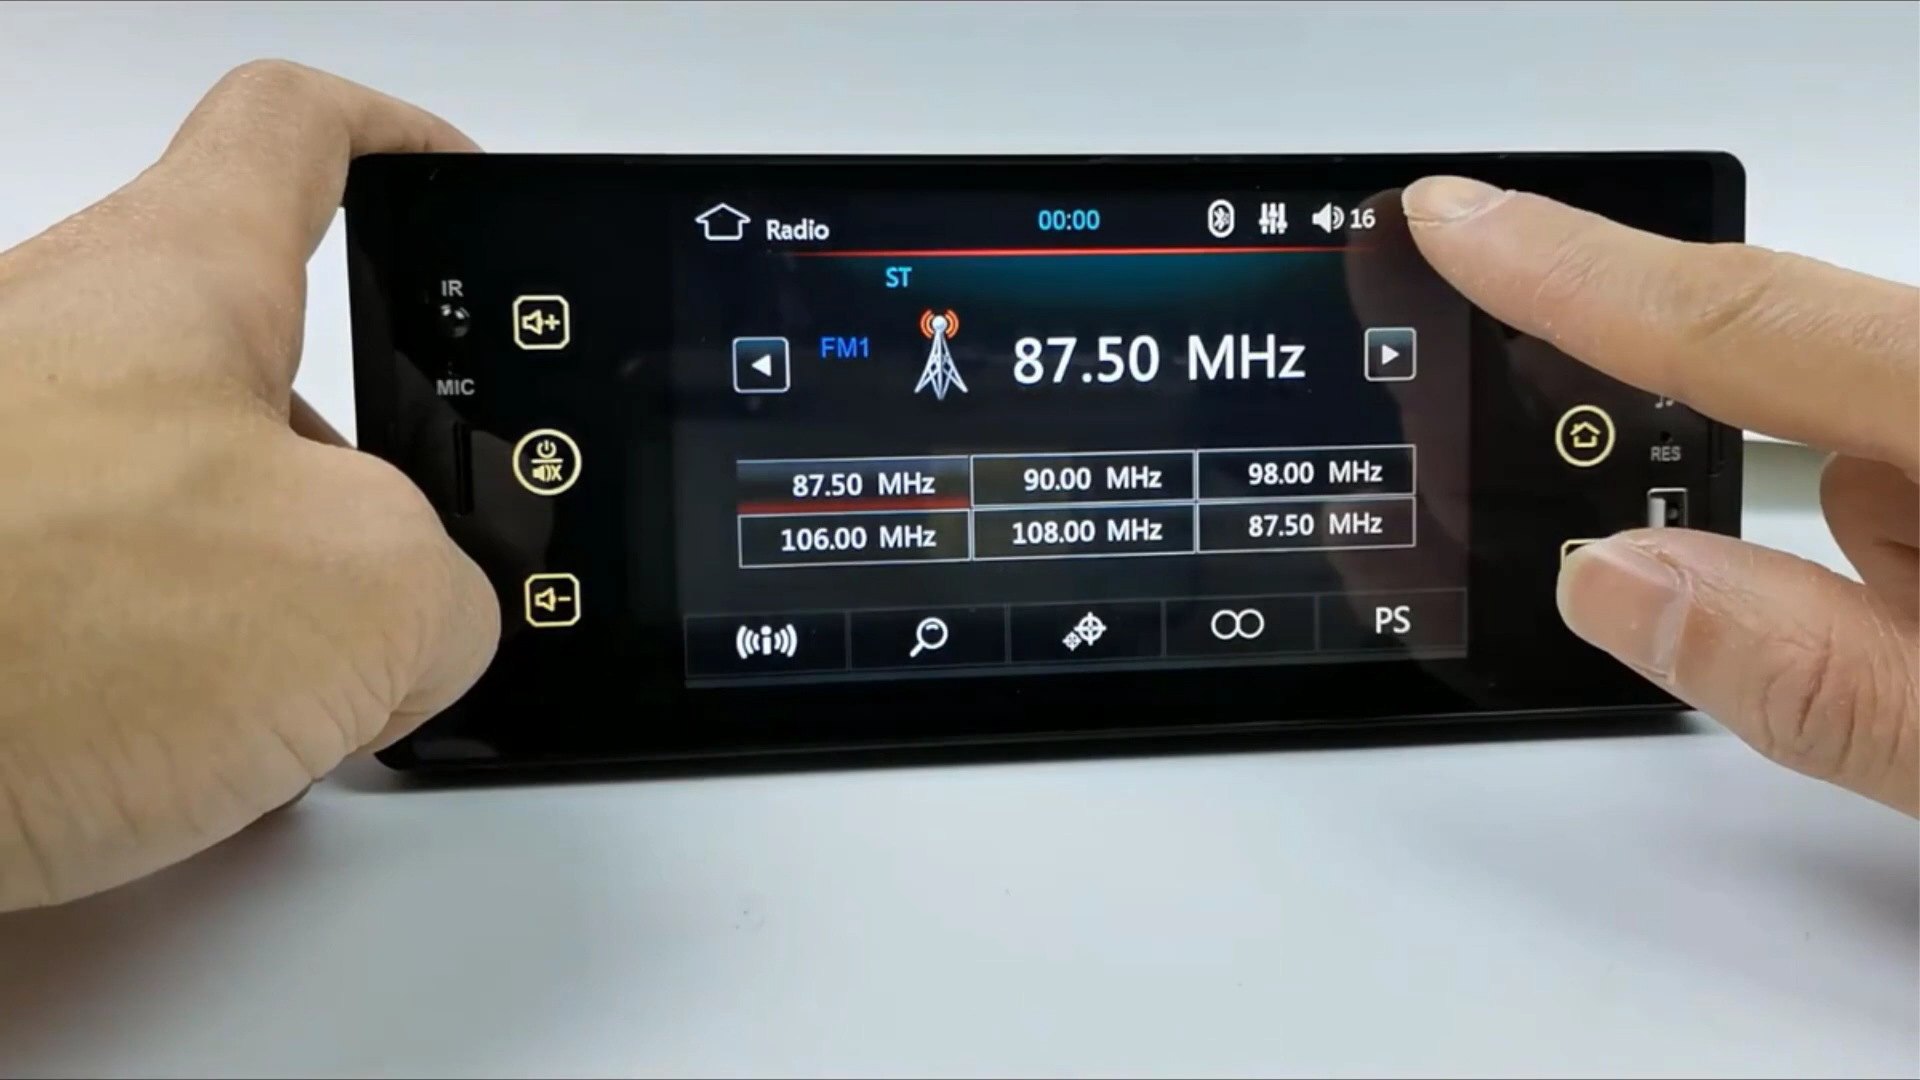 Radio 00:00 16
ST
IR
FM1 87.50 MHz
MIC
RES
87.50 MHz 90.00 MHz 98.00 MHz
106.00 MHz 108.00 MHz 87.50 MHz
PS